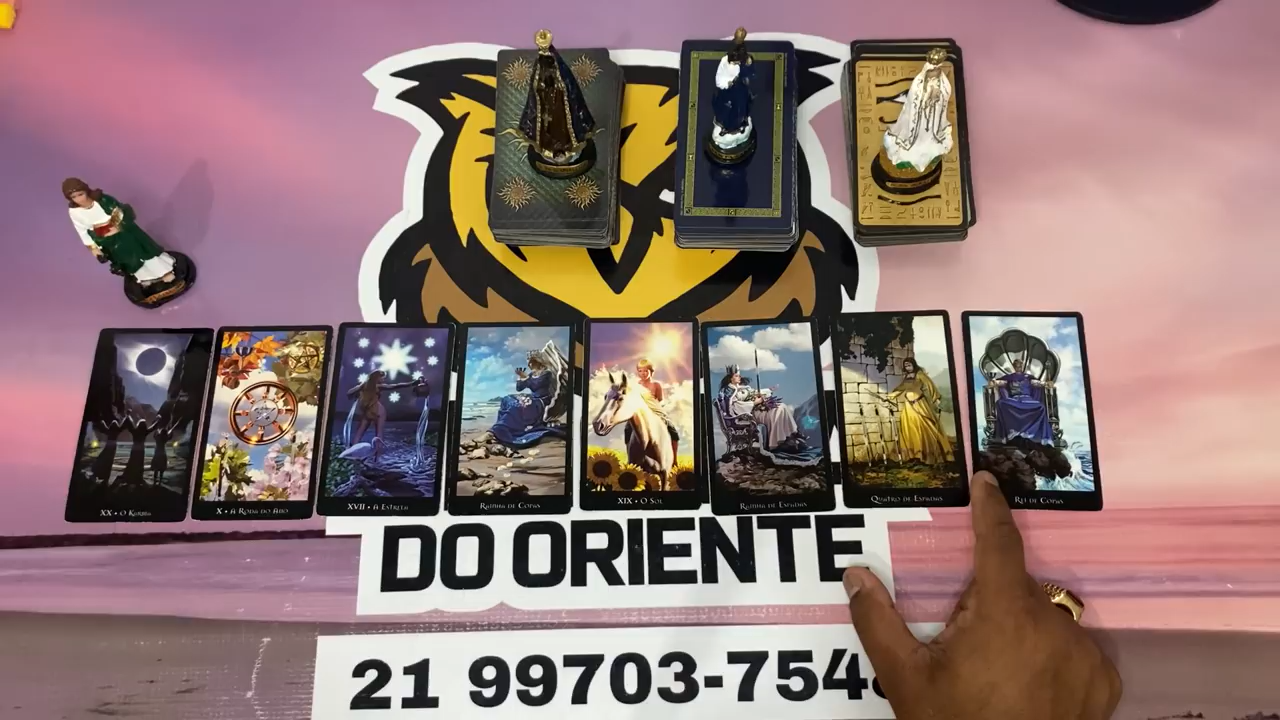 XX • O Karma
X • A Roda do Ano
XVII • A Estrela
Rainha de Copas
XIX • O Sol
Rainha de Espadas
Quatro de Espadas
Rei de Copas
DO ORIENTE
21 99703-754